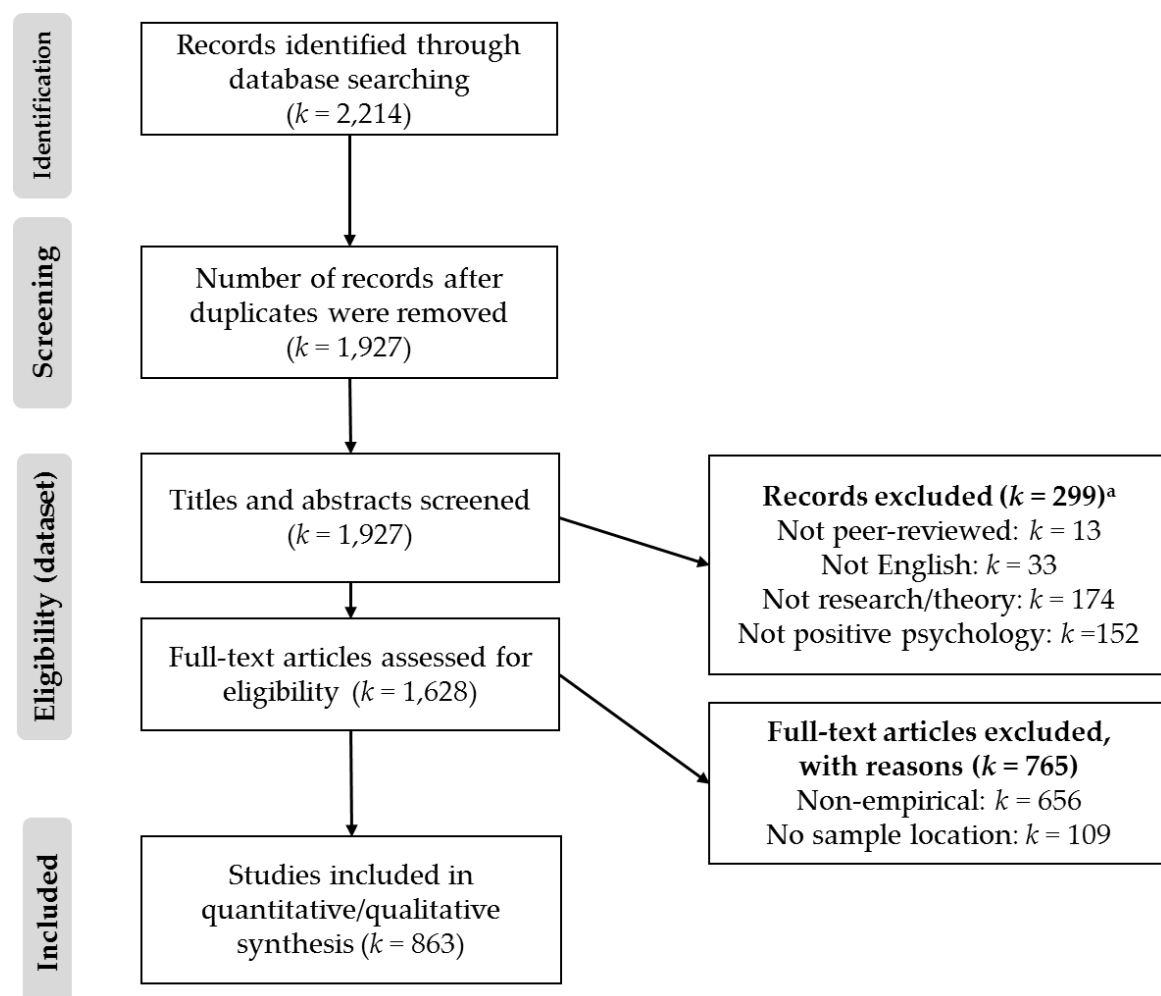 Identification
Records identified through
database searching
(k = 2,214)
Screening
Number of records after
duplicates were removed
(k = 1,927)
Eligibility (dataset)
Titles and abstracts screened
(k = 1,927)
Records excluded (k = 299)ᵃ
Not peer-reviewed: k = 13
Not English: k = 33
Not research/theory: k = 174
Not positive psychology: k =152
Full-text articles assessed for
eligibility (k = 1,628)
Full-text articles excluded,
with reasons (k = 765)
Non-empirical: k = 656
No sample location: k = 109
Included
Studies included in
quantitative/qualitative
synthesis (k = 863)